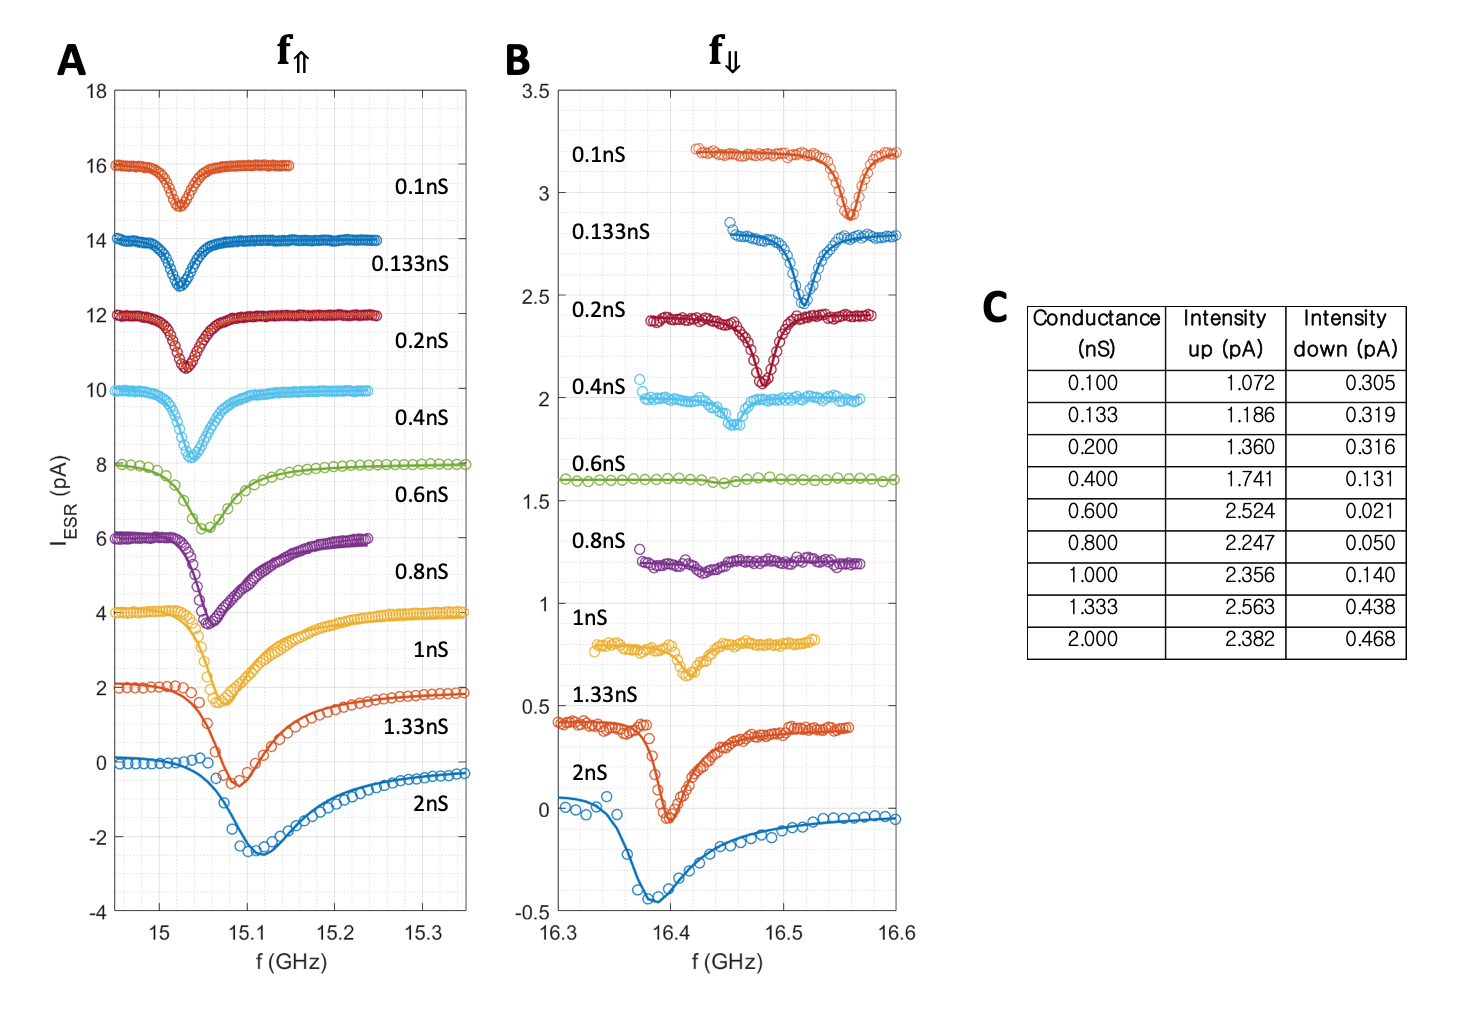 A
f⇑
18
16
14
12
10
8
6
4
2
0
-2
-4
I_ESR (pA)
0.1nS
0.133nS
0.2nS
0.4nS
0.6nS
0.8nS
1nS
1.33nS
2nS
15
15.1
15.2
15.3
f (GHz)
B
f⇓
3.5
3
2.5
2
1.5
1
0.5
0
-0.5
0.1nS
0.133nS
0.2nS
0.4nS
0.6nS
0.8nS
1nS
1.33nS
2nS
16.3
16.4
16.5
16.6
f (GHz)
C
Conductance (nS) Intensity up (pA) Intensity down (pA)
0.100 1.072 0.305
0.133 1.186 0.319
0.200 1.360 0.316
0.400 1.741 0.131
0.600 2.524 0.021
0.800 2.247 0.050
1.000 2.356 0.140
1.333 2.563 0.438
2.000 2.382 0.468